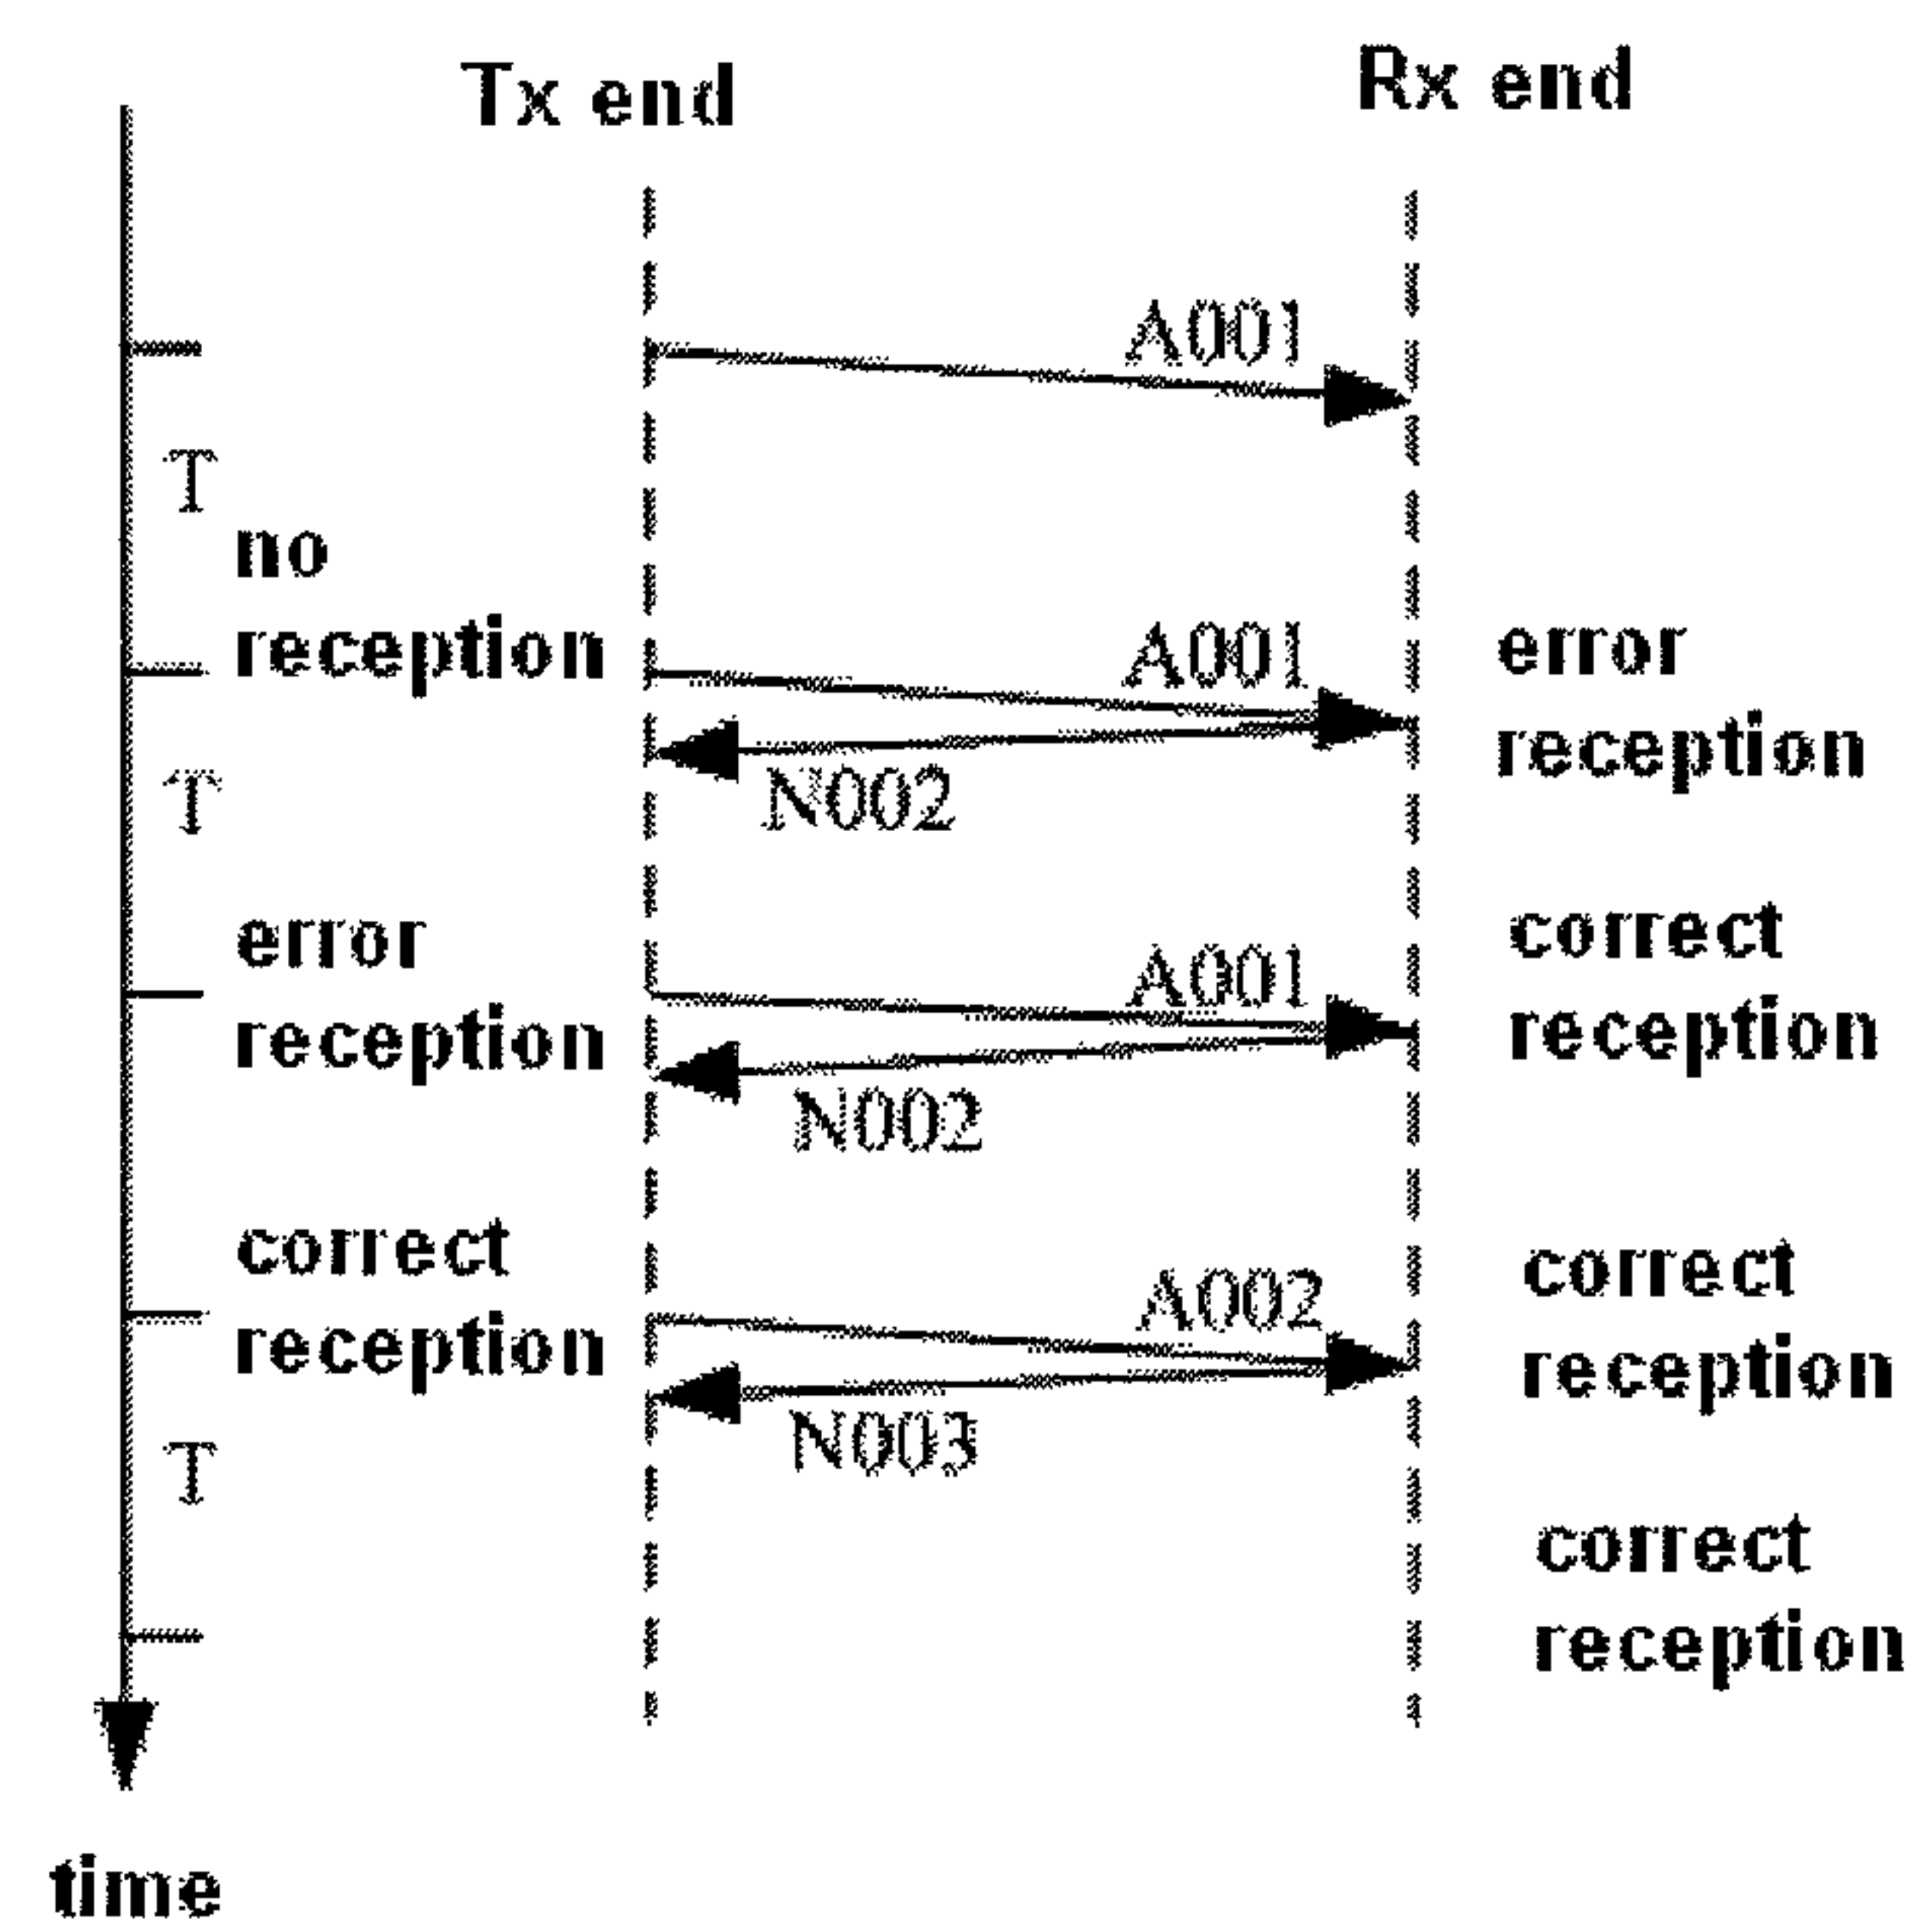 Tx end
Rx end
A001
T
no
reception
A001
error
reception
N002
T
error
reception
A001
correct
reception
N002
correct
reception
A002
correct
reception
N003
T
correct
reception
time